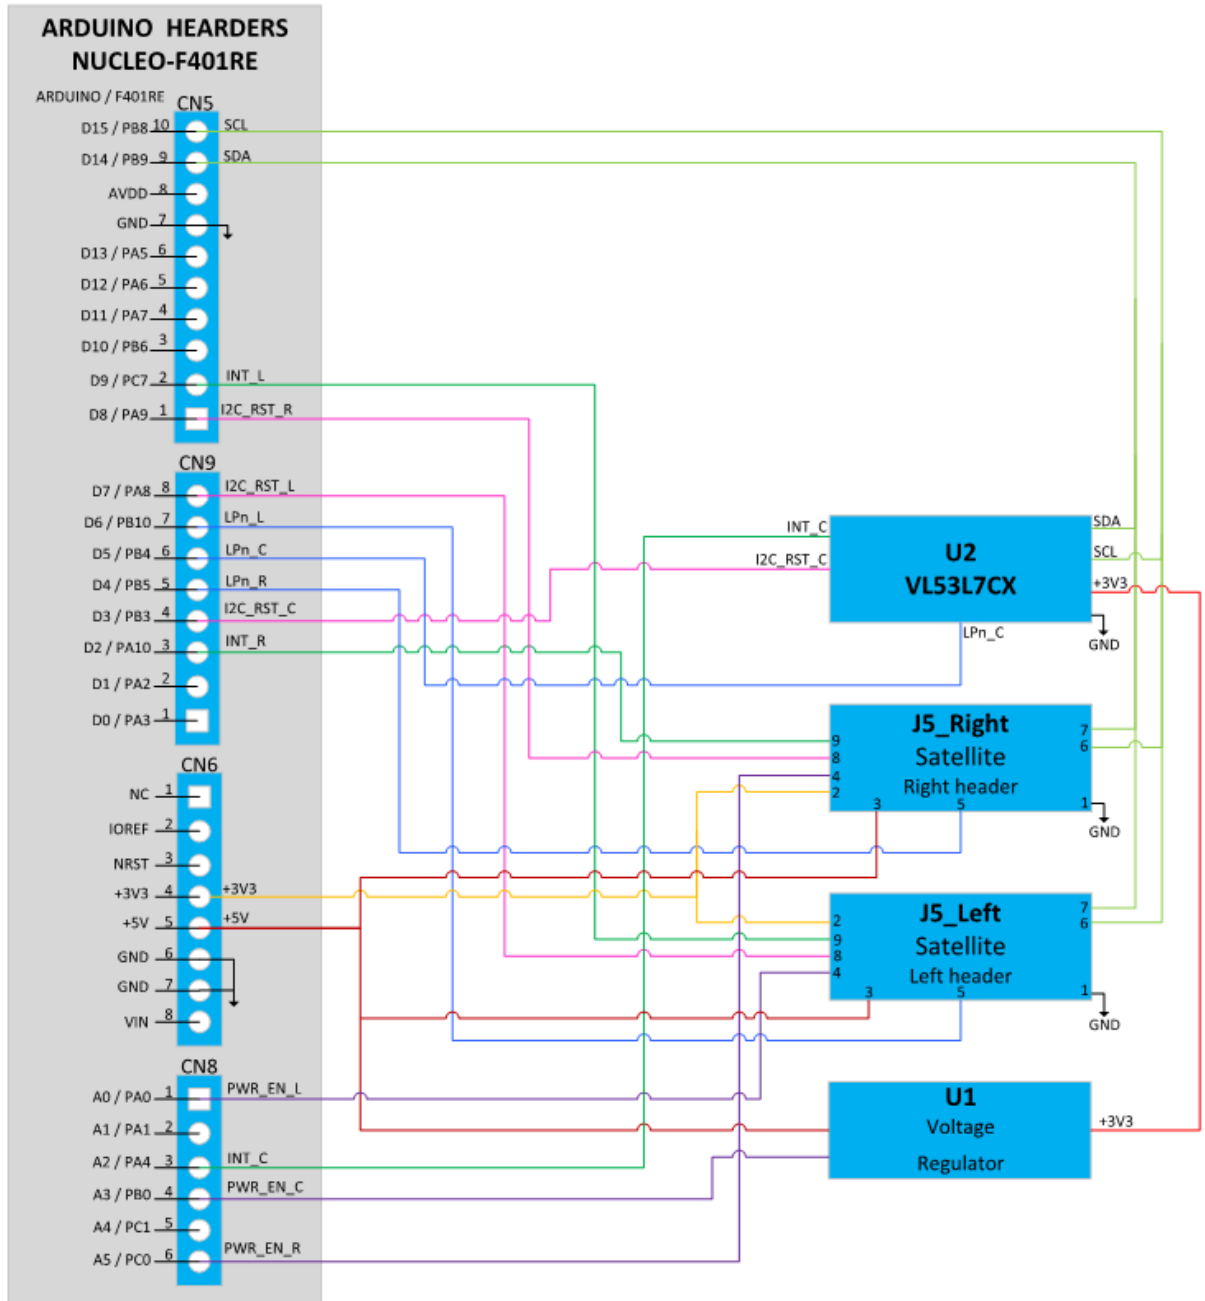 ARDUINO HEARDERS
NUCLEO-F401RE
ARDUINO / F401RE
CN5
D15 / PB8 10 SCL
D14 / PB9 9 SDA
AVDD 8
GND 7
D13 / PA5 6
D12 / PA6 5
D11 / PA7 4
D10 / PB6 3
D9 / PC7 2 INT_L
D8 / PA9 1 I2C_RST_R
CN9
D7 / PA8 8 I2C_RST_L
D6 / PB10 7 LPn_L
D5 / PB4 6 LPn_C
D4 / PB5 5 LPn_R
D3 / PB3 4 I2C_RST_C
D2 / PA10 3 INT_R
D1 / PA2 2
D0 / PA3 1
CN6
NC 1
IOREF 2
NRST 3
+3V3 4 +3V3
+5V 5 +5V
GND 6
GND 7
VIN 8
CN8
A0 / PA0 1 PWR_EN_L
A1 / PA1 2
A2 / PA4 3 INT_C
A3 / PB0 4 PWR_EN_C
A4 / PC1 5
A5 / PC0 6 PWR_EN_R
INT_C
I2C_RST_C
U2
VL53L7CX
SDA
SCL
+3V3
GND
LPn_C
J5_Right
Satellite
Right header
9
8
4
2
3
5
7
6
1
GND
J5_Left
Satellite
Left header
2
9
8
4
3
5
7
6
1
GND
U1
Voltage
Regulator
+3V3